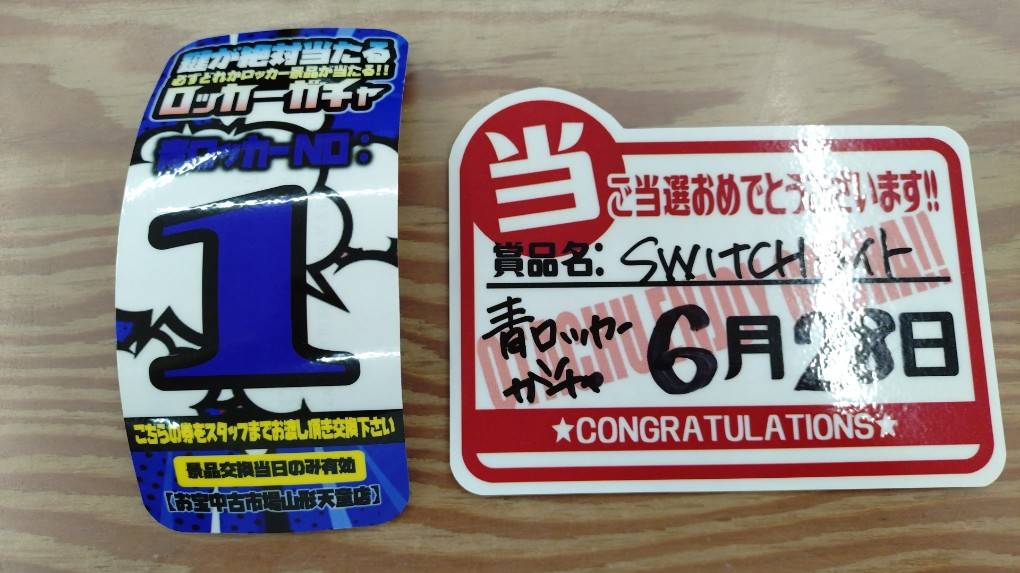 鍵が絶対当たる
必ずどれかロッカー景品が当たる!!
ロッカーガチャ
青ロッカーNO:
1
こちらの券をスタッフまでお渡し頂き交換下さい
景品交換当日のみ有効
【お宝中古市場山形天童店】
当
ご当選おめでとうございます!!
賞品名: SWITCHライト
青ロッカー
ガチャ
6月28日
★CONGRATULATIONS★